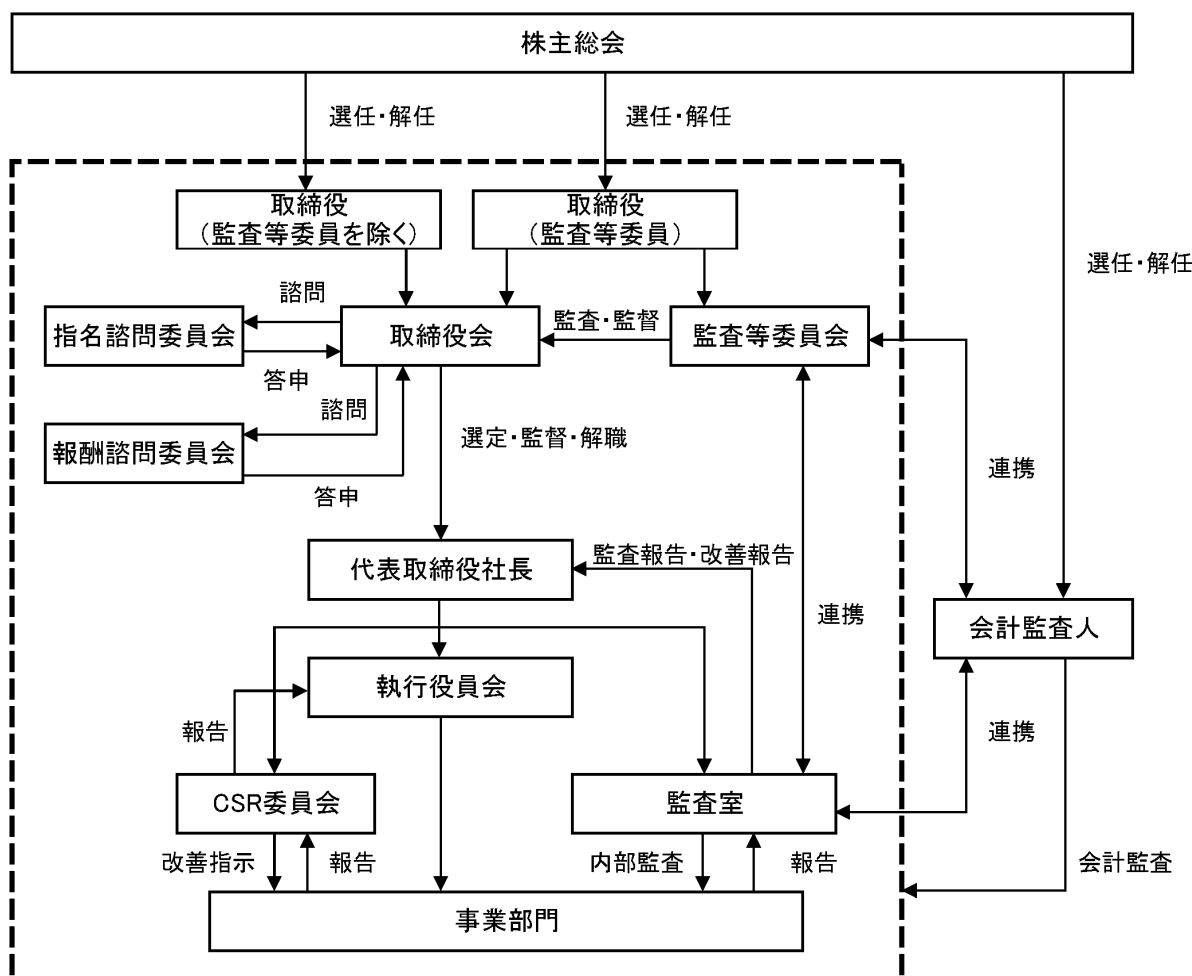 株主総会
選任・解任
選任・解任
取締役
（監査等委員を除く）
取締役
（監査等委員）
選任・解任
諮問
監査・監督
指名諮問委員会
取締役会
監査等委員会
答申
諮問
選定・監督・解職
報酬諮問委員会
連携
答申
監査報告・改善報告
代表取締役社長
連携
会計監査人
執行役員会
報告
連携
CSR委員会
監査室
改善指示
報告
内部監査
報告
会計監査
事業部門